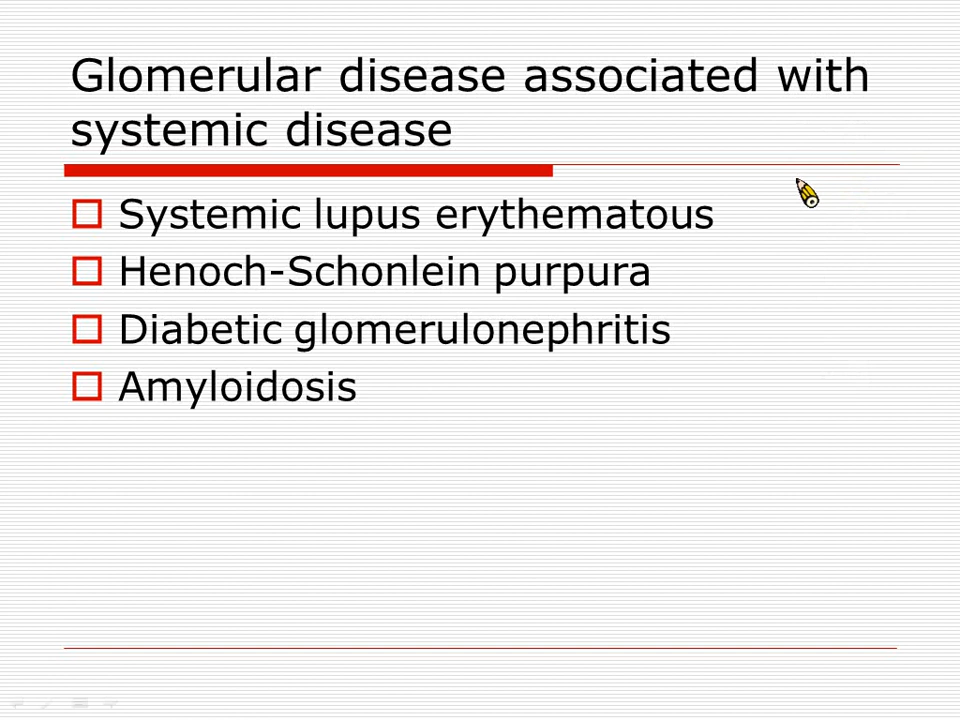 Glomerular disease associated with
systemic disease
Systemic lupus erythematous
Henoch-Schonlein purpura
Diabetic glomerulonephritis
Amyloidosis